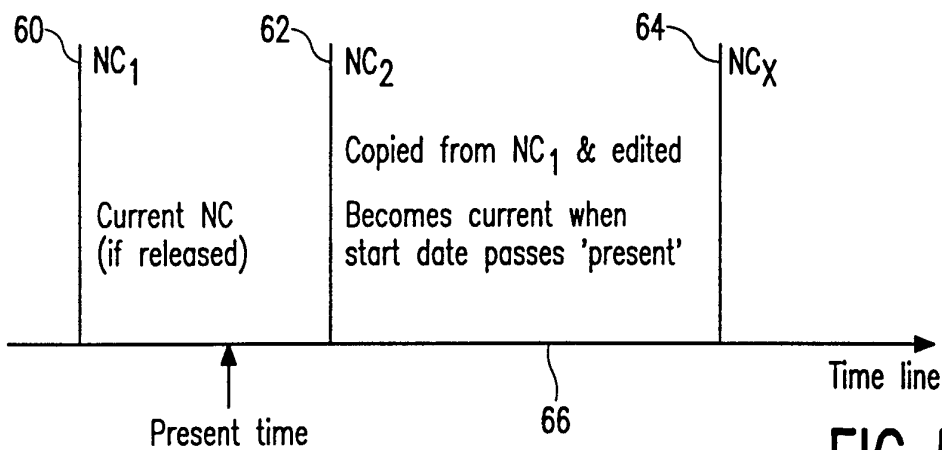 60
NC1
62
NC2
64
NCX
Copied from NC1 & edited
Current NC
(if released)
Becomes current when
start date passes 'present'
Time line
Present time
66
FIG.